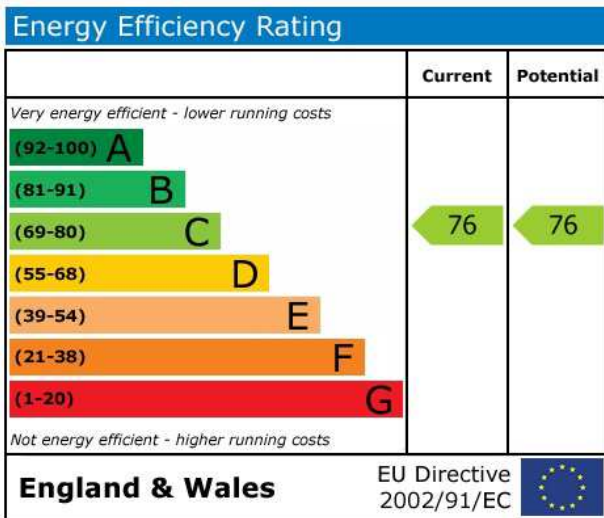 Energy Efficiency Rating
Current Potential
Very energy efficient - lower running costs
(92-100) A
(81-91) B
(69-80) C 76 76
(55-68) D
(39-54) E
(21-38) F
(1-20) G
Not energy efficient - higher running costs
England & Wales
EU Directive
2002/91/EC